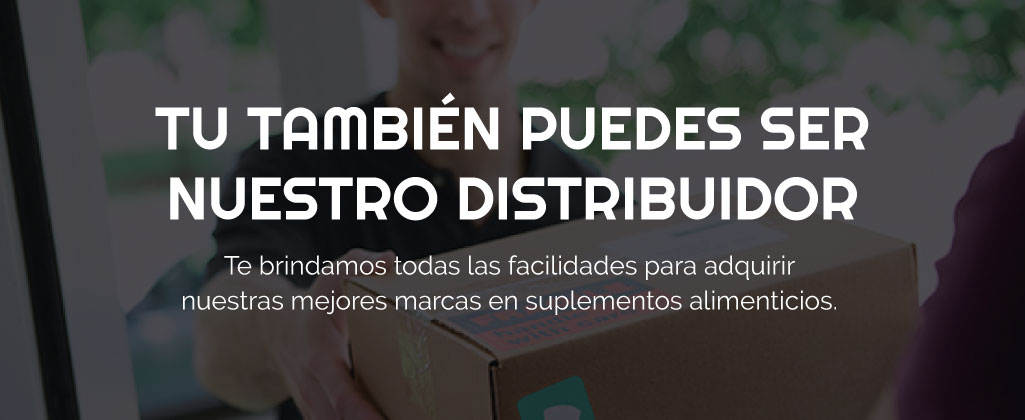 TU TAMBIÉN PUEDES SER
NUESTRO DISTRIBUIDOR
Te brindamos todas las facilidades para adquirir
nuestras mejores marcas en suplementos alimenticios.